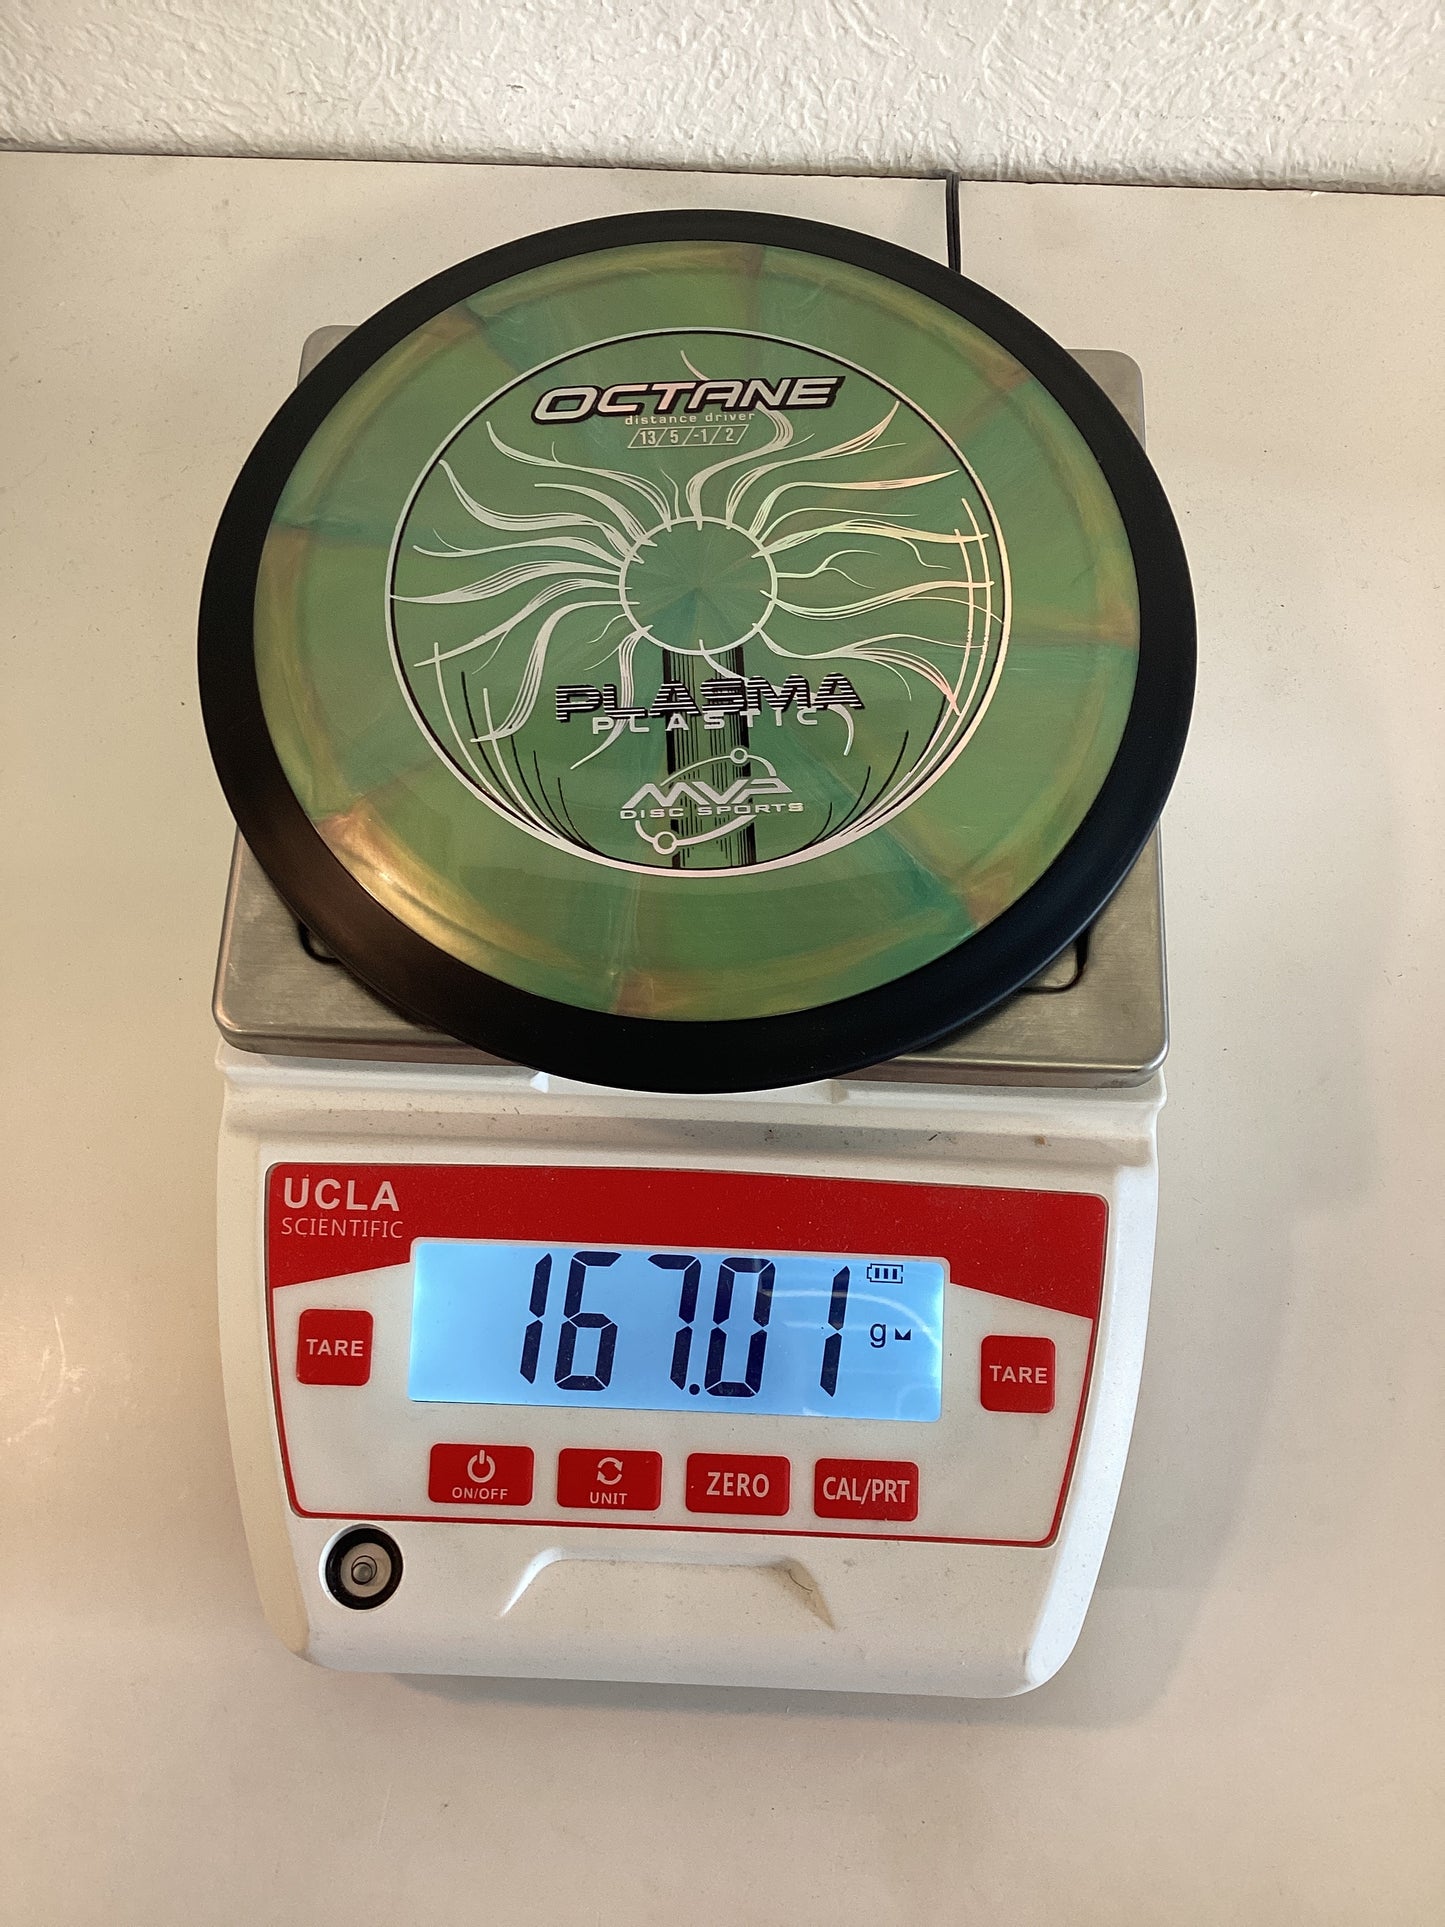 OCTANE
distance driver
13/5/-1/2
PLASMA
PLASTIC
MVP
DISC SPORTS
UCLA
SCIENTIFIC
167.01 g
TARE
TARE
ON/OFF
UNIT
ZERO
CAL/PRT